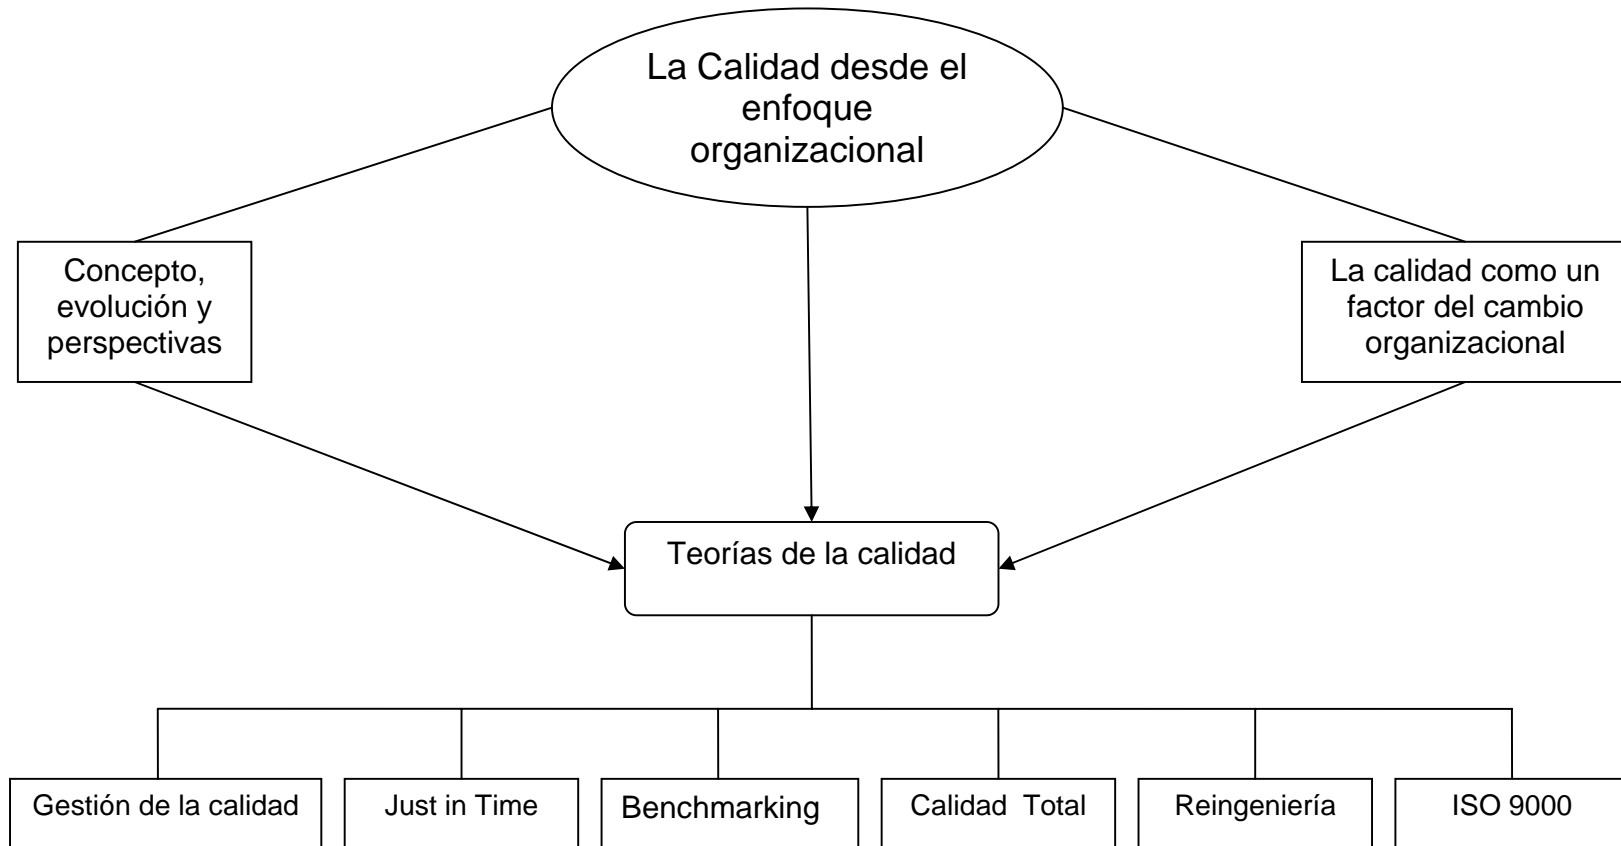 La Calidad desde el
enfoque
organizacional
Concepto,
evolución y
perspectivas
La calidad como un
factor del cambio
organizacional
Teorías de la calidad
Gestión de la calidad
Just in Time
Benchmarking
Calidad Total
Reingeniería
ISO 9000